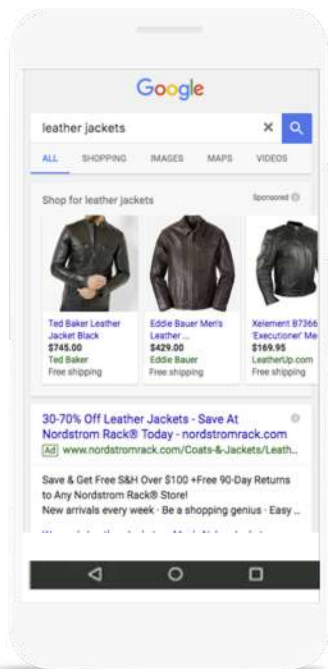 Google
leather jackets
ALL SHOPPING IMAGES MAPS VIDEOS
Shop for leather jackets Sponsored
Ted Baker Leather
Jacket Black
$745.00
Ted Baker
Free shipping
Eddie Bauer Men's
Leather ...
$429.00
Eddie Bauer
Free shipping
Xelement B7366
'Executioner' Me
$169.95
LeatherUp.com
Free shipping
30-70% Off Leather Jackets - Save At
Nordstrom Rack® Today - nordstromrack.com
Ad www.nordstromrack.com/Coats-&-Jackets/Leath...
Save & Get Free S&H Over $100 +Free 90-Day Returns
to Any Nordstrom Rack® Store!
New arrivals every week · Be a shopping genius · Easy ...